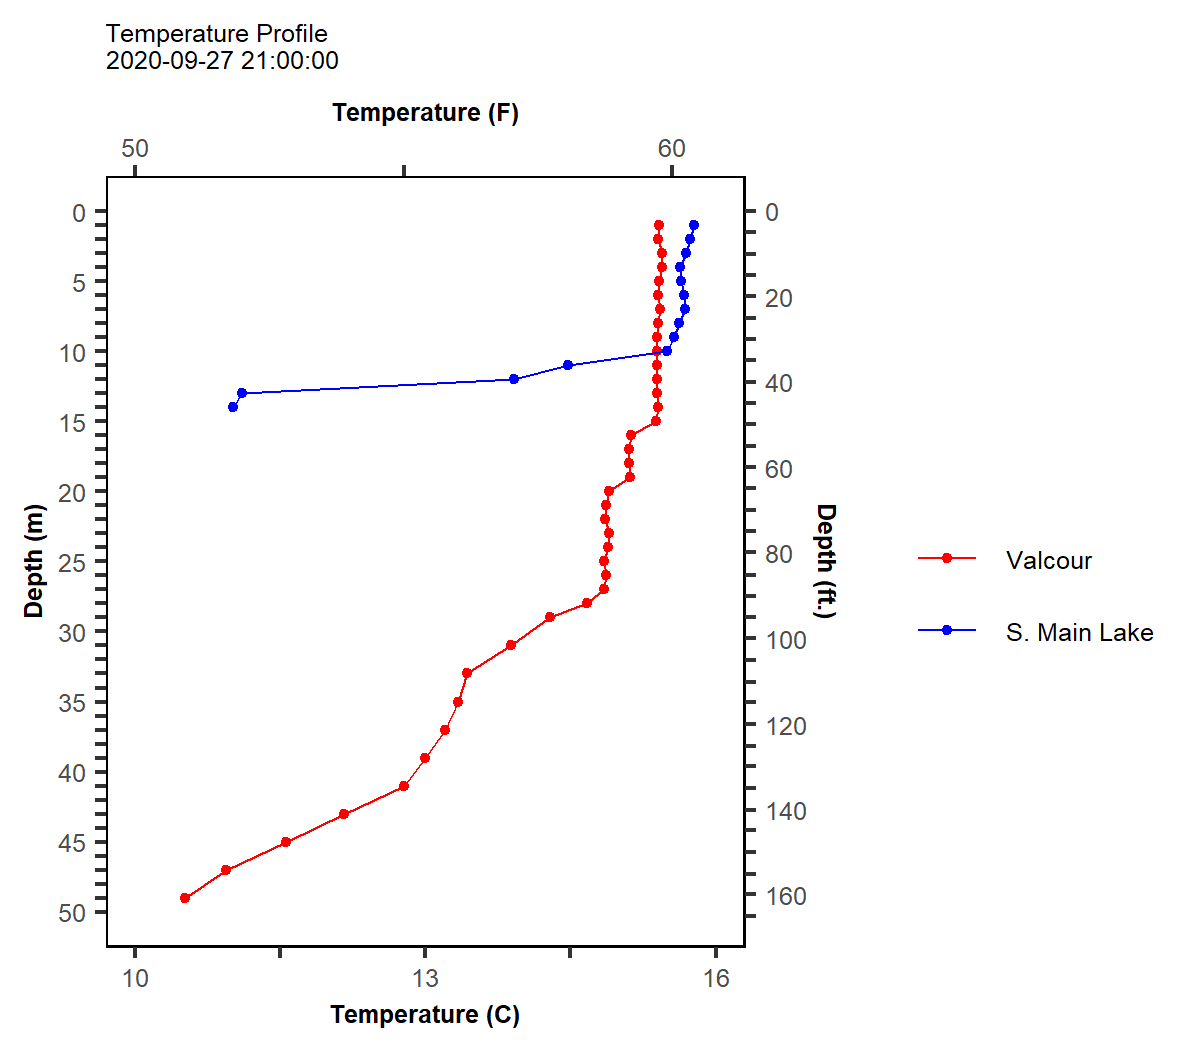 Temperature Profile
2020-09-27 21:00:00
Temperature (F)
50 60
0 0
5
20
10
40
15
60
20
Depth (m) Depth (ft.)
25 80
Valcour
30 100
S. Main Lake
35
120
40
140
45
160
50
10 13 16
Temperature (C)